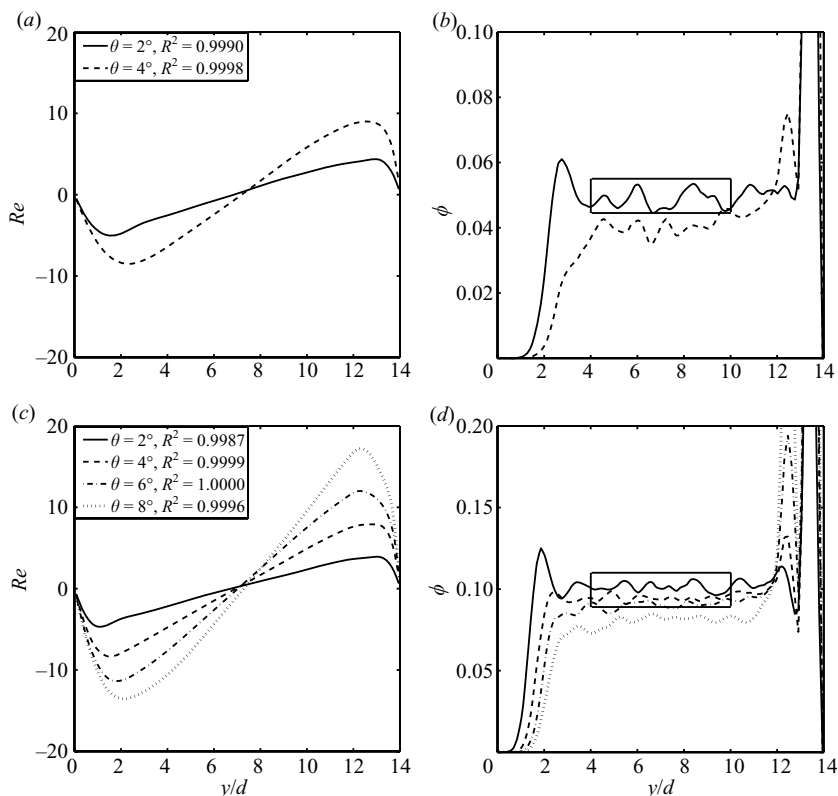 (a)
20
10
0
–10
–20
Re
θ = 2°, R² = 0.9990
θ = 4°, R² = 0.9998
0 2 4 6 8 10 12 14
(b)
0.10
0.08
0.06
0.04
0.02
0
ϕ
0 2 4 6 8 10 12 14
(c)
20
10
0
–10
–20
Re
θ = 2°, R² = 0.9987
θ = 4°, R² = 0.9999
θ = 6°, R² = 1.0000
θ = 8°, R² = 0.9996
0 2 4 6 8 10 12 14
y/d
(d)
0.20
0.15
0.10
0.05
0
ϕ
2 4 6 8 10 12 14
y/d